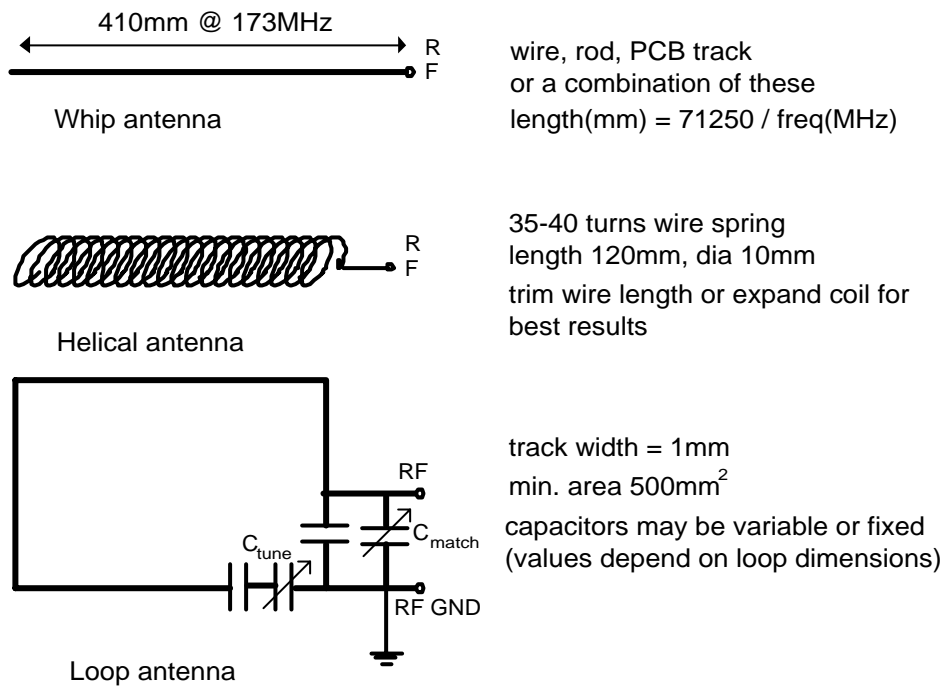 410mm @ 173MHz
R
F
wire, rod, PCB track
or a combination of these
Whip antenna
length(mm) = 71250 / freq(MHz)
35-40 turns wire spring
R
length 120mm, dia 10mm
F
trim wire length or expand coil for
best results
Helical antenna
track width = 1mm
RF
min. area 500mm²
capacitors may be variable or fixed
Ctune
Cmatch
(values depend on loop dimensions)
RF GND
Loop antenna